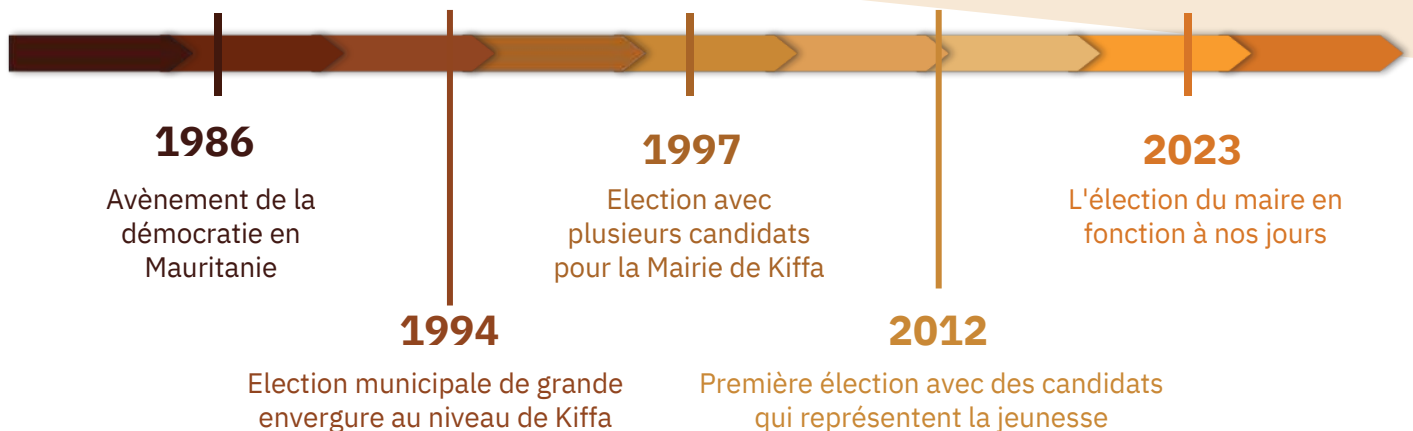 1986
Avènement de la
démocratie en
Mauritanie
1994
Election municipale de grande
envergure au niveau de Kiffa
1997
Election avec
plusieurs candidats
pour la Mairie de Kiffa
2012
Première élection avec des candidats
qui représentent la jeunesse
2023
L'élection du maire en
fonction à nos jours